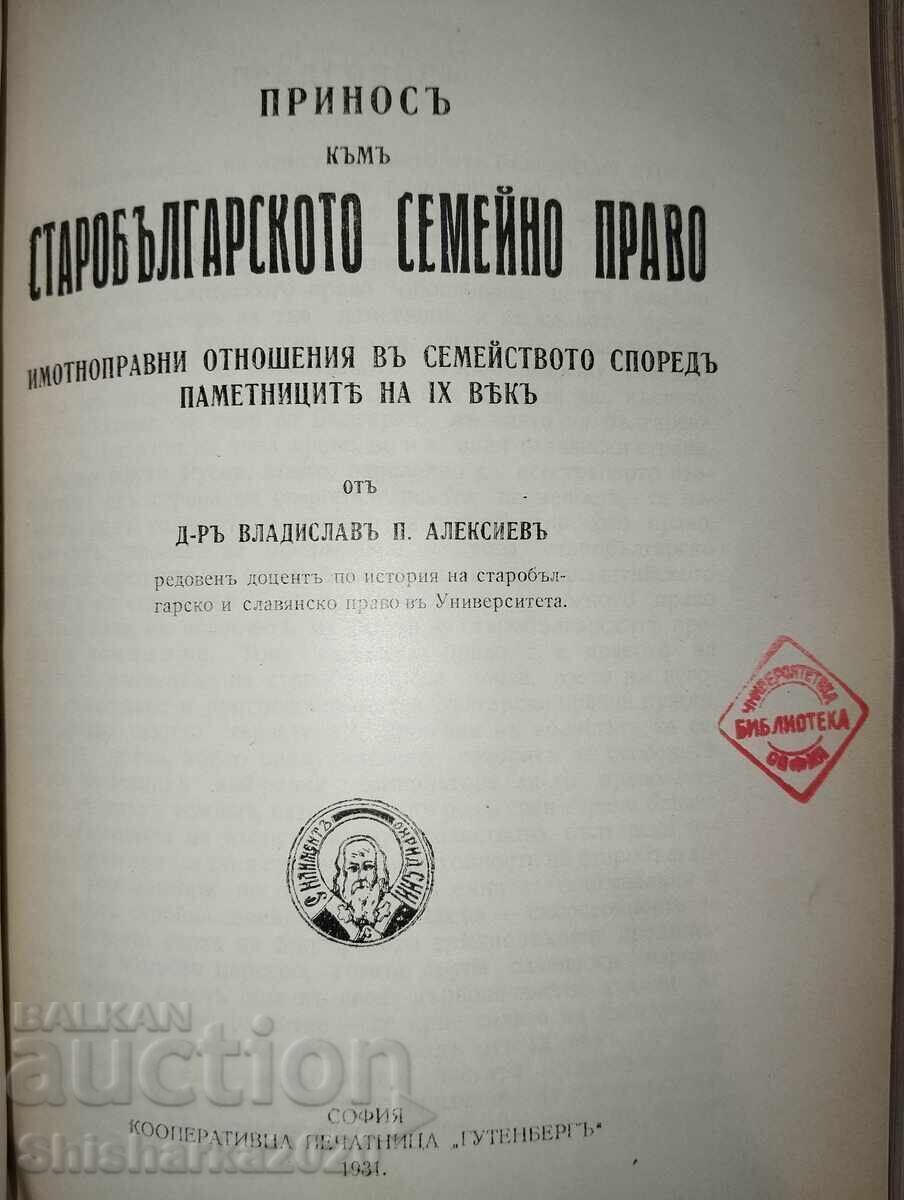 ПРИНОСЪ
КЪМЪ
СТАРОБЪЛГАРСКОТО СЕМЕЙНО ПРАВО
ИМОТНОПРАВНИ ОТНОШЕНИЯ ВЪ СЕМЕЙСТВОТО СПОРЕДЪ
ПАМЕТНИЦИТѢ НА IX ВѢКЪ
ОТЪ
Д-РЪ ВЛАДИСЛАВЪ П. АЛЕКСИЕВЪ
редовенъ доцентъ по история на старобъл-
гарско и славянско право въ Университета.
УНИВЕРСИТЕТСКА
БИБЛИОТЕКА
СОФИЯ
С КЛИМЕНТЪ ОХРИДСКИ
BALKAN
auction
СОФИЯ
КООПЕРАТИВНА ПЕЧАТНИЦА „ГУТЕНБЕРГЪ“
1931.